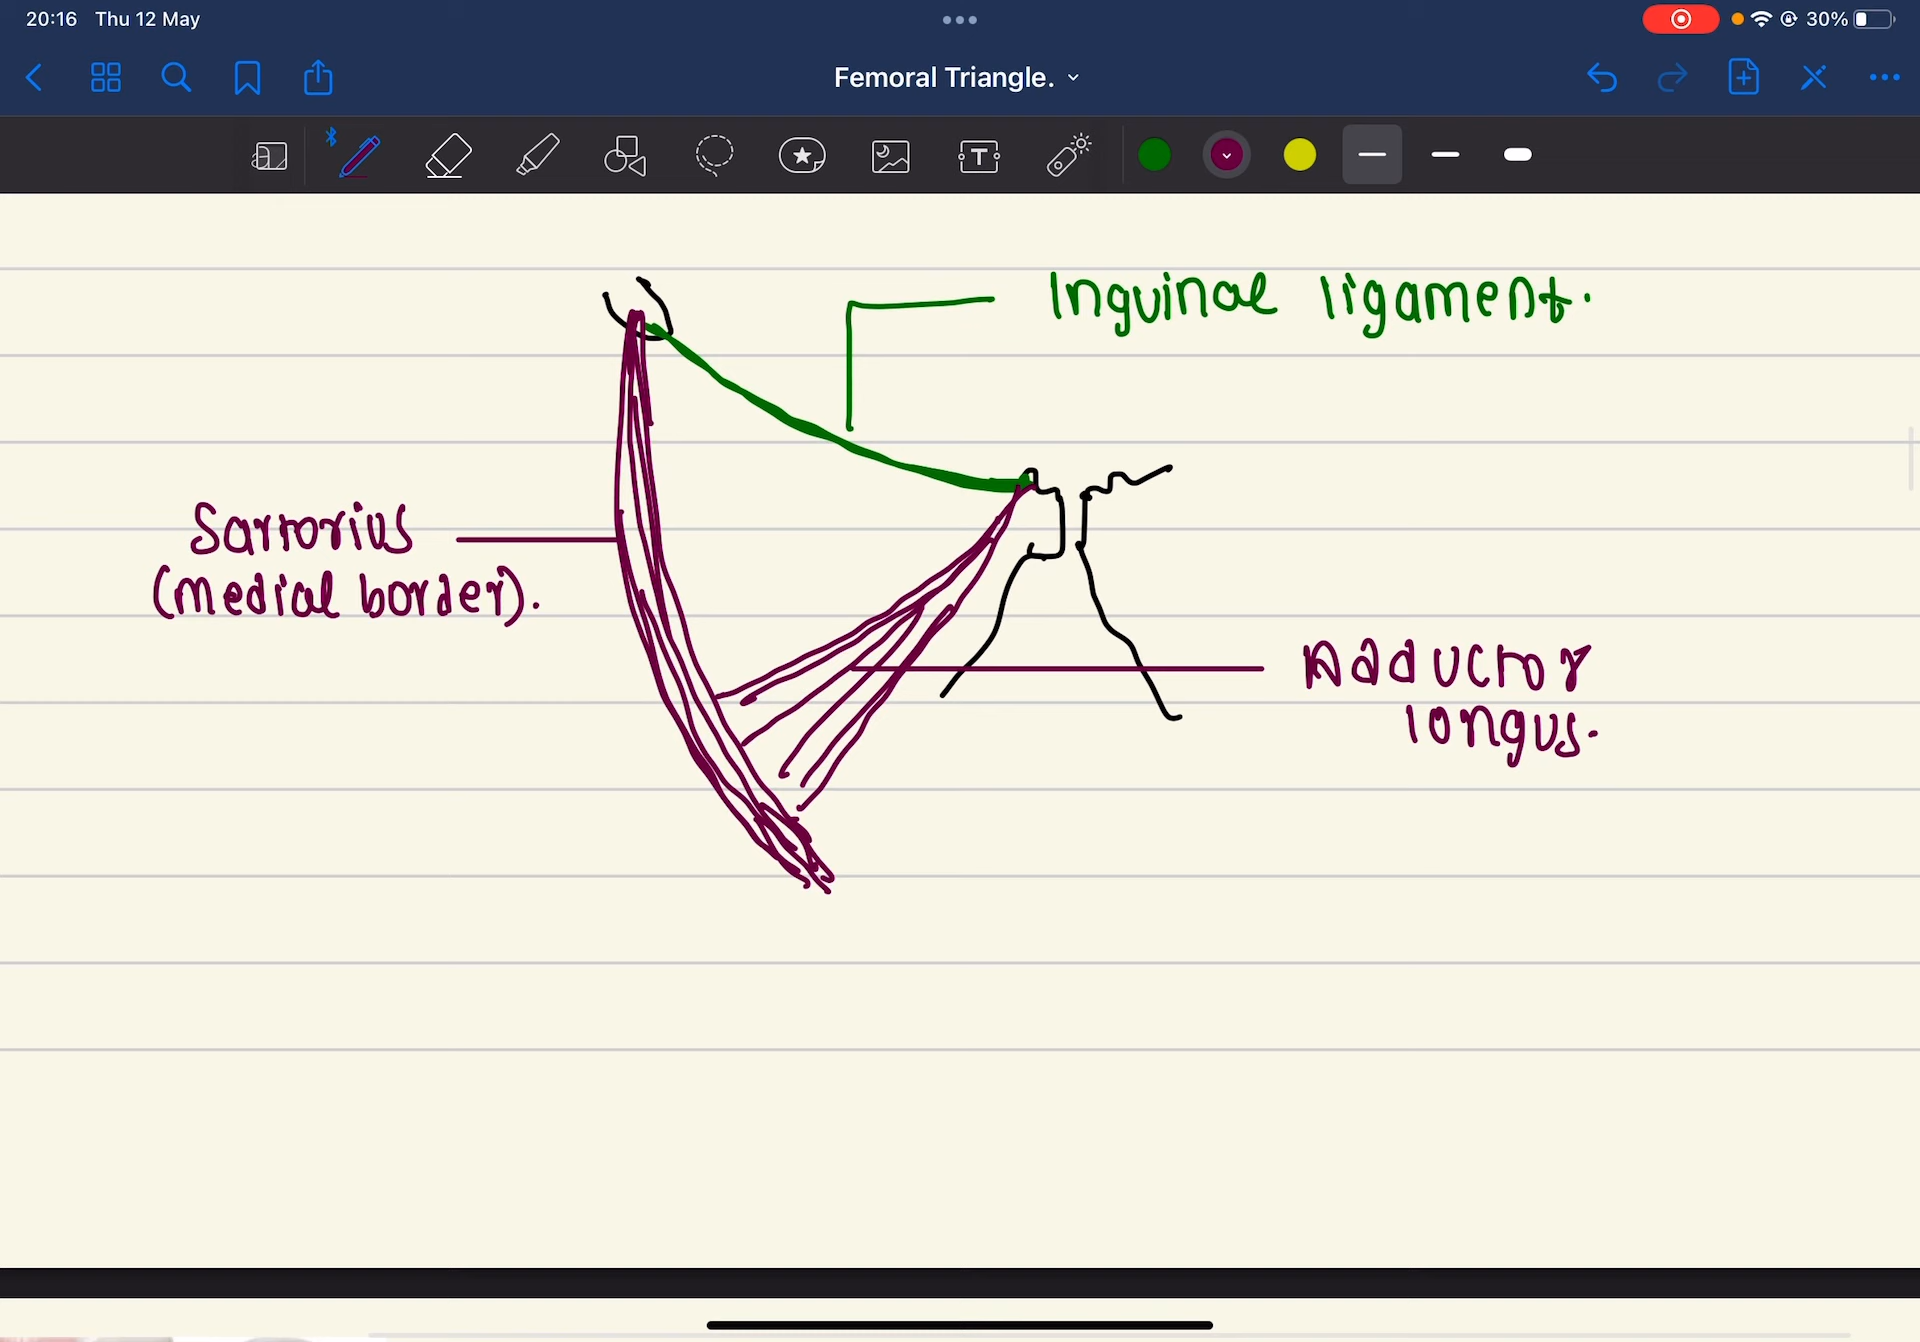 20:16 Thu 12 May
30%
Femoral Triangle.
T
Inguinal ligament.
Sartorius
(medial border).
Adductor
longus.